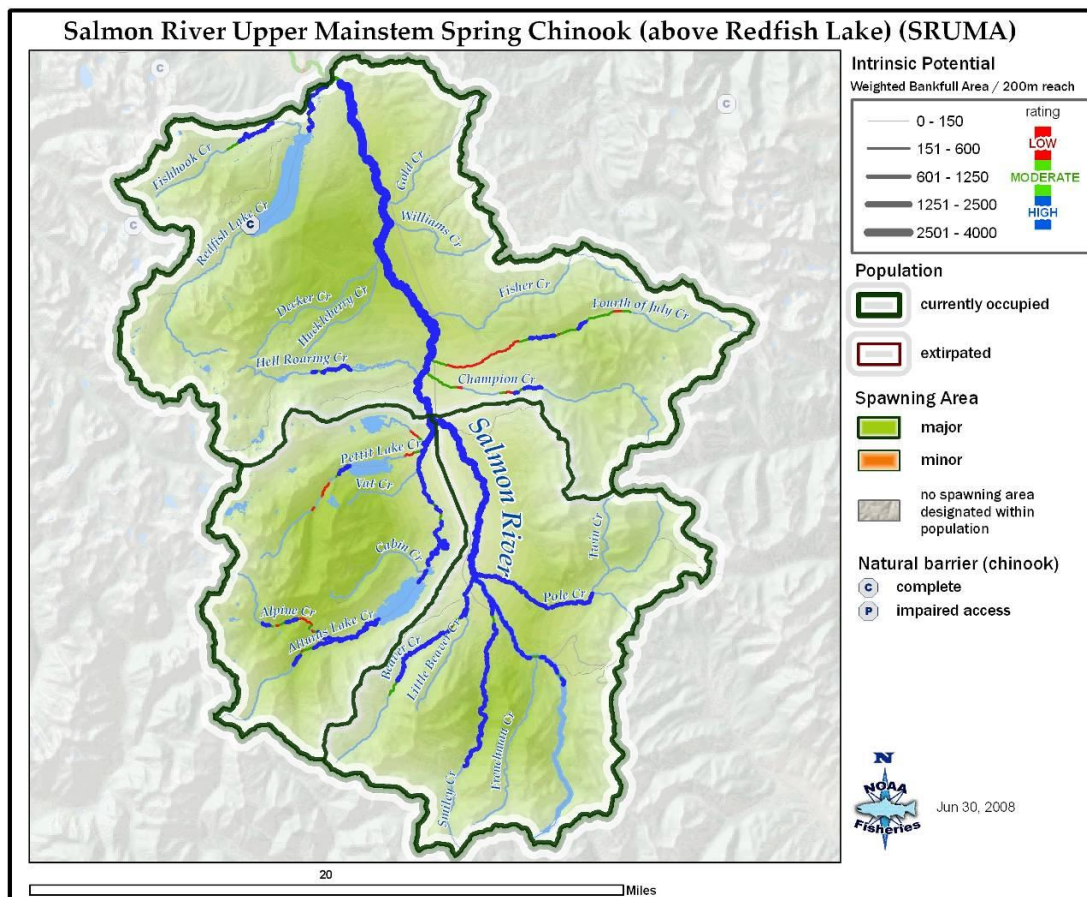 Salmon River Upper Mainstem Spring Chinook (above Redfish Lake) (SRUMA)
Intrinsic Potential
Weighted Bankfull Area / 200m reach
rating
0 - 150
151 - 600
601 - 1250
1251 - 2500
2501 - 4000
LOW
MODERATE
HIGH
Population
currently occupied
extirpated
Spawning Area
major
minor
no spawning area
designated within
population
Natural barrier (chinook)
C complete
P impaired access
N
NOAA
Fisheries
Jun 30, 2008
C
C
C
C
Fishhook Cr
Redfish Lake Cr
Gold Cr
Williams Cr
Decker Cr
Huckleberry Cr
Fisher Cr
Fourth of July Cr
Hell Roaring Cr
Champion Cr
Salmon River
Pettit Lake Cr
Vat Cr
Cabin Cr
Twin Cr
Pole Cr
Alpine Cr
Alturas Lake Cr
Beaver Cr
Little Beaver Cr
Smiley Cr
Frenchman Cr
20
Miles